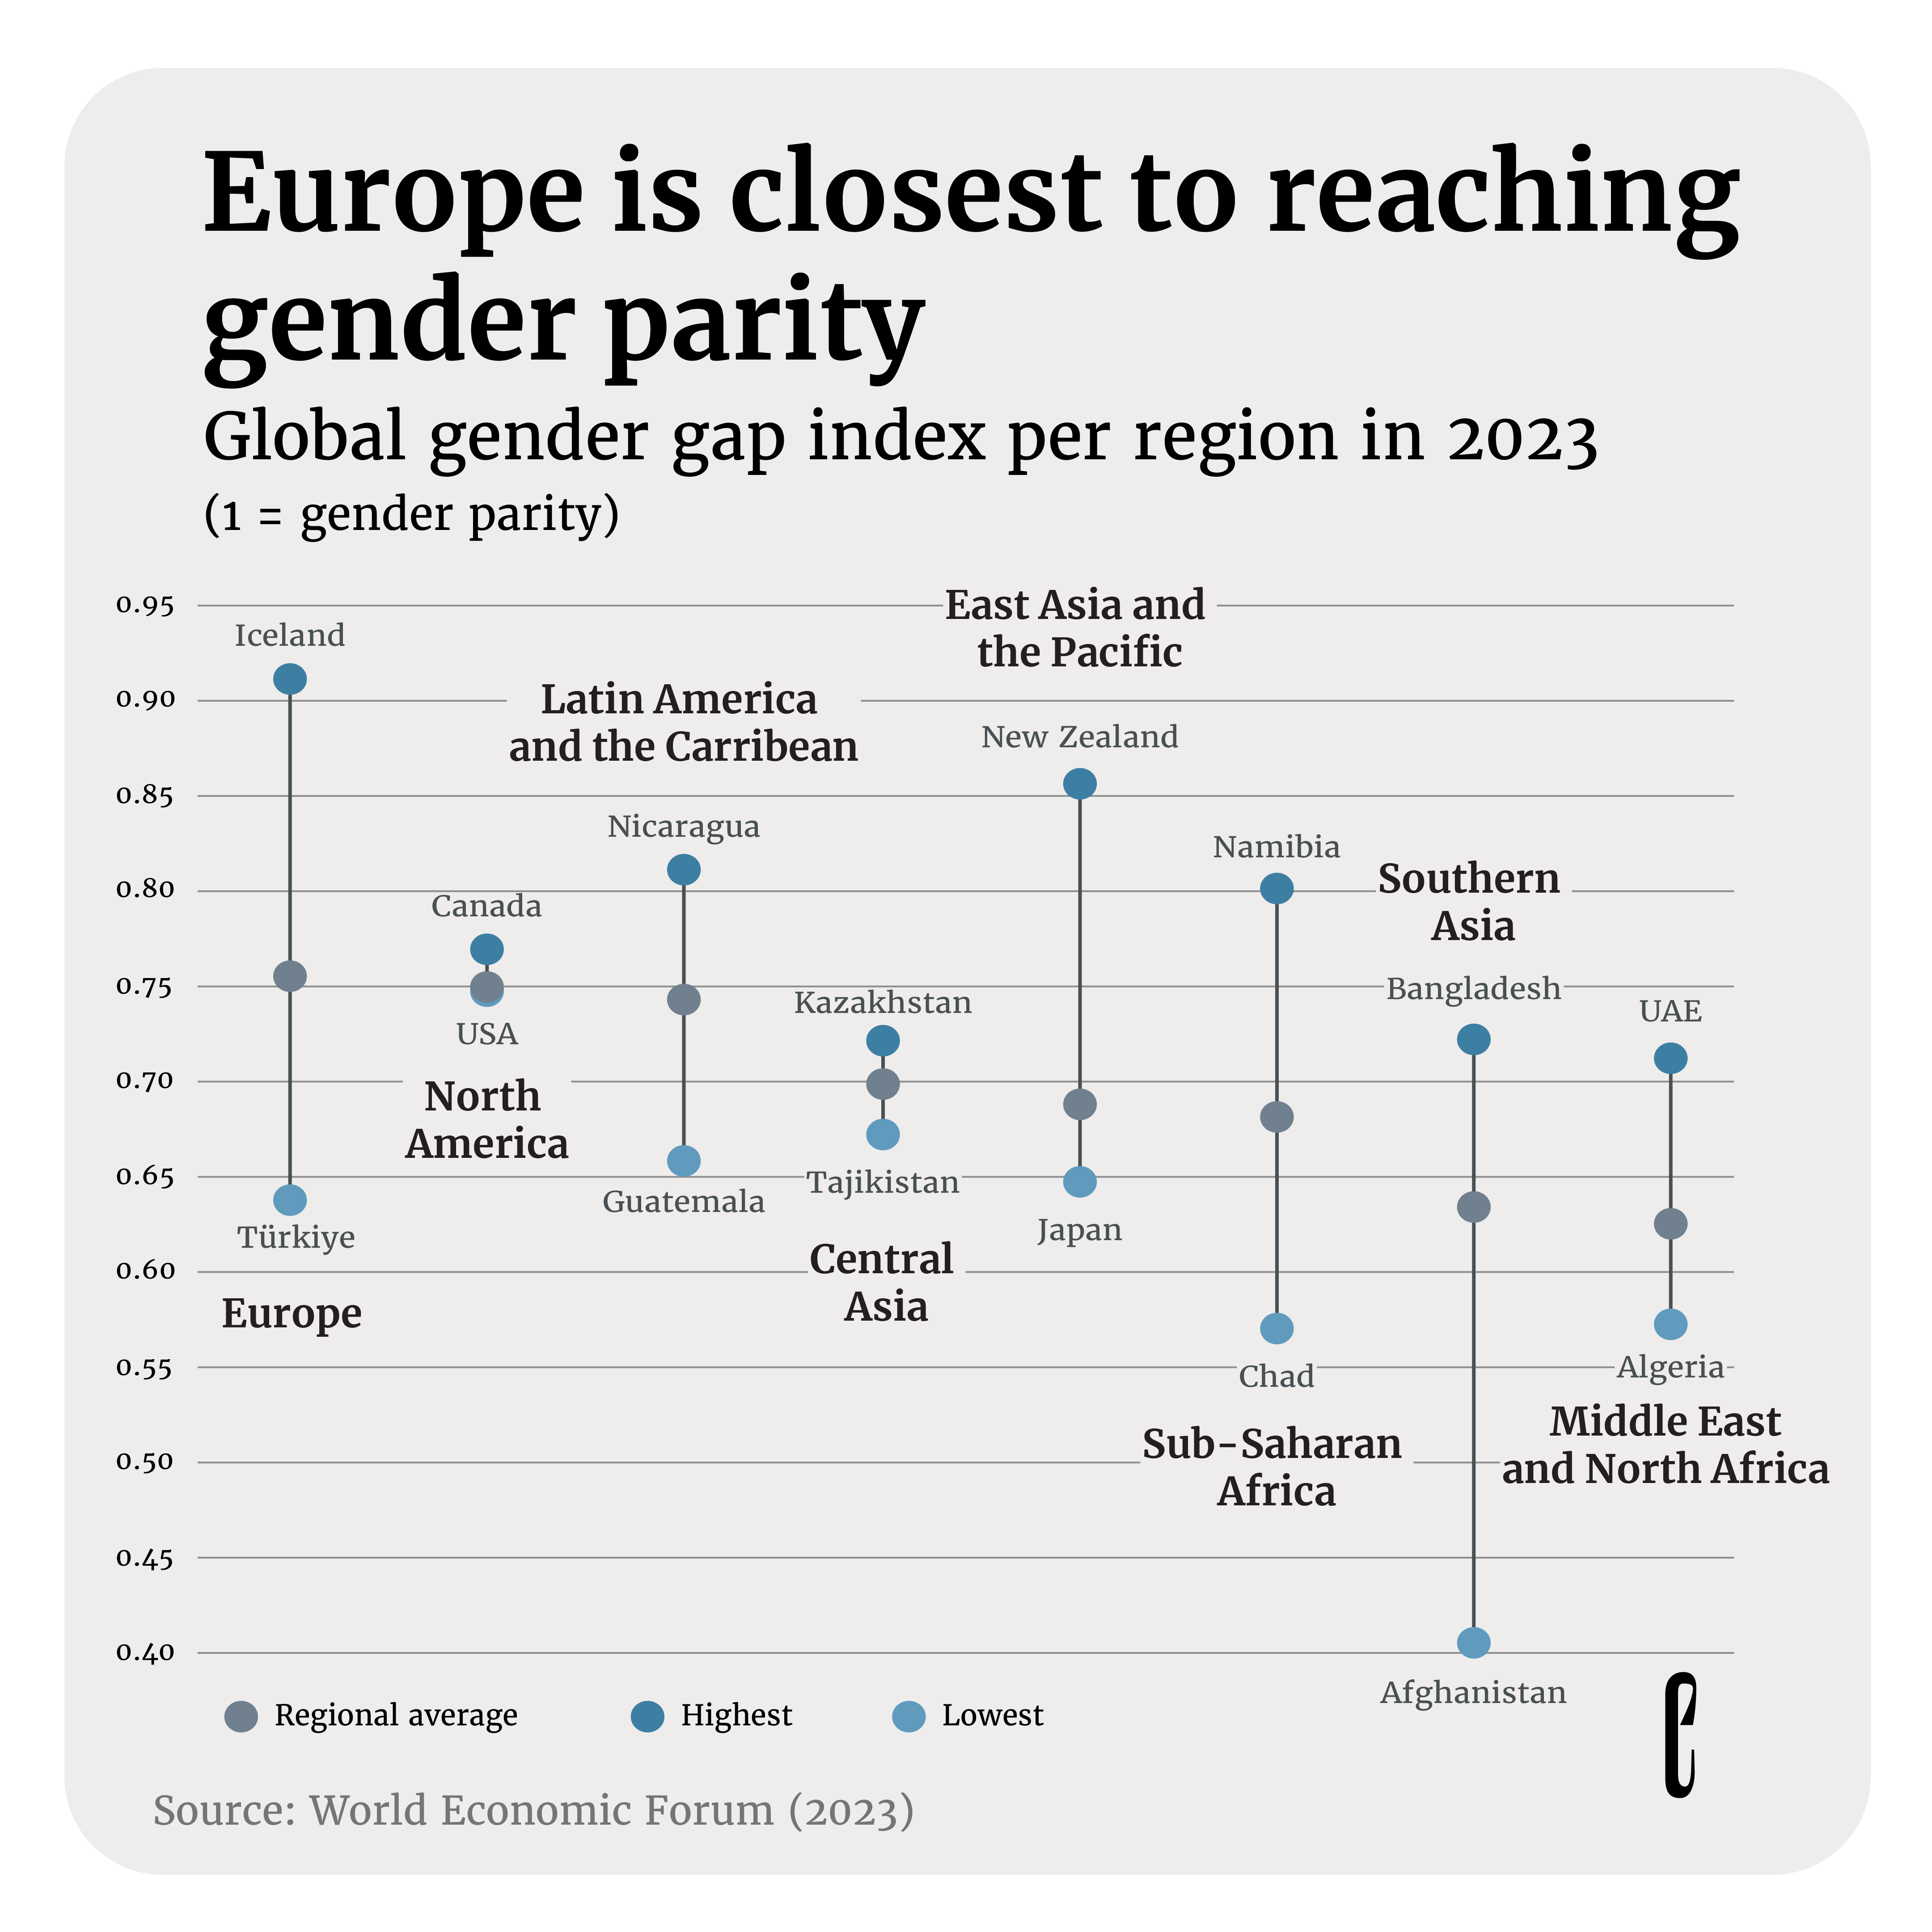 Europe is closest to reaching
gender parity
Global gender gap index per region in 2023
(1 = gender parity)
0.95
0.90
0.85
0.80
0.75
0.70
0.65
0.60
0.55
0.50
0.45
0.40
Iceland
Türkiye
Europe
Canada
USA
North
America
Latin America
and the Carribean
Nicaragua
Guatemala
Kazakhstan
Tajikistan
Central
Asia
East Asia and
the Pacific
New Zealand
Japan
Namibia
Chad
Sub-Saharan
Africa
Southern
Asia
Bangladesh
Afghanistan
UAE
Algeria
Middle East
and North Africa
Regional average
Highest
Lowest
Source: World Economic Forum (2023)